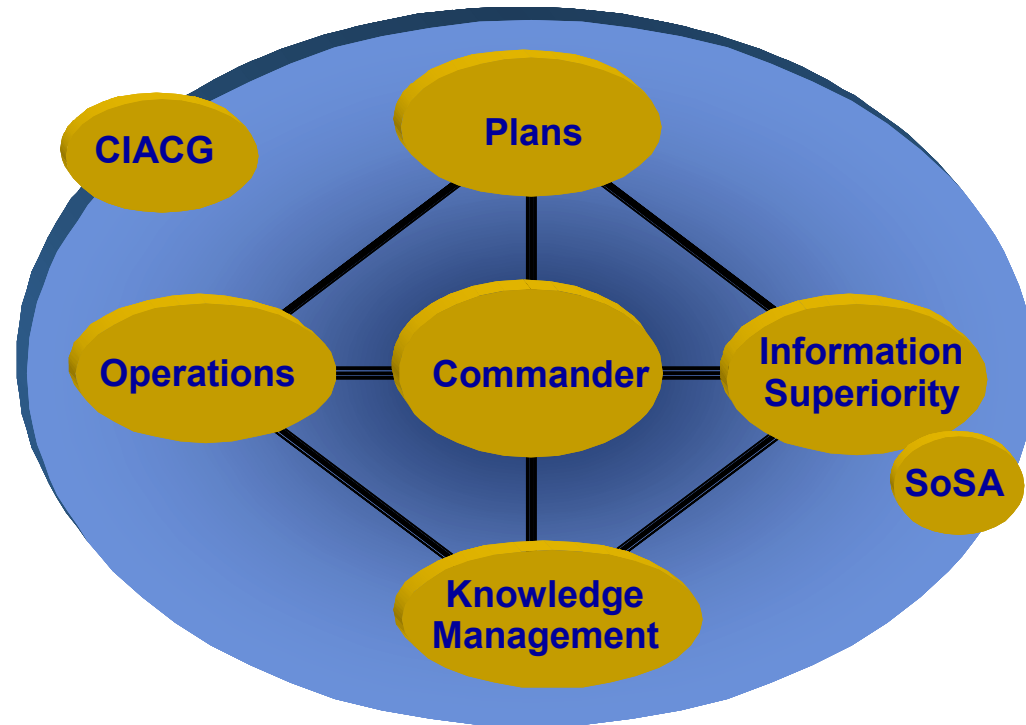 Plans
CIACG
Operations
Commander
Information
Superiority
SoSA
Knowledge
Management